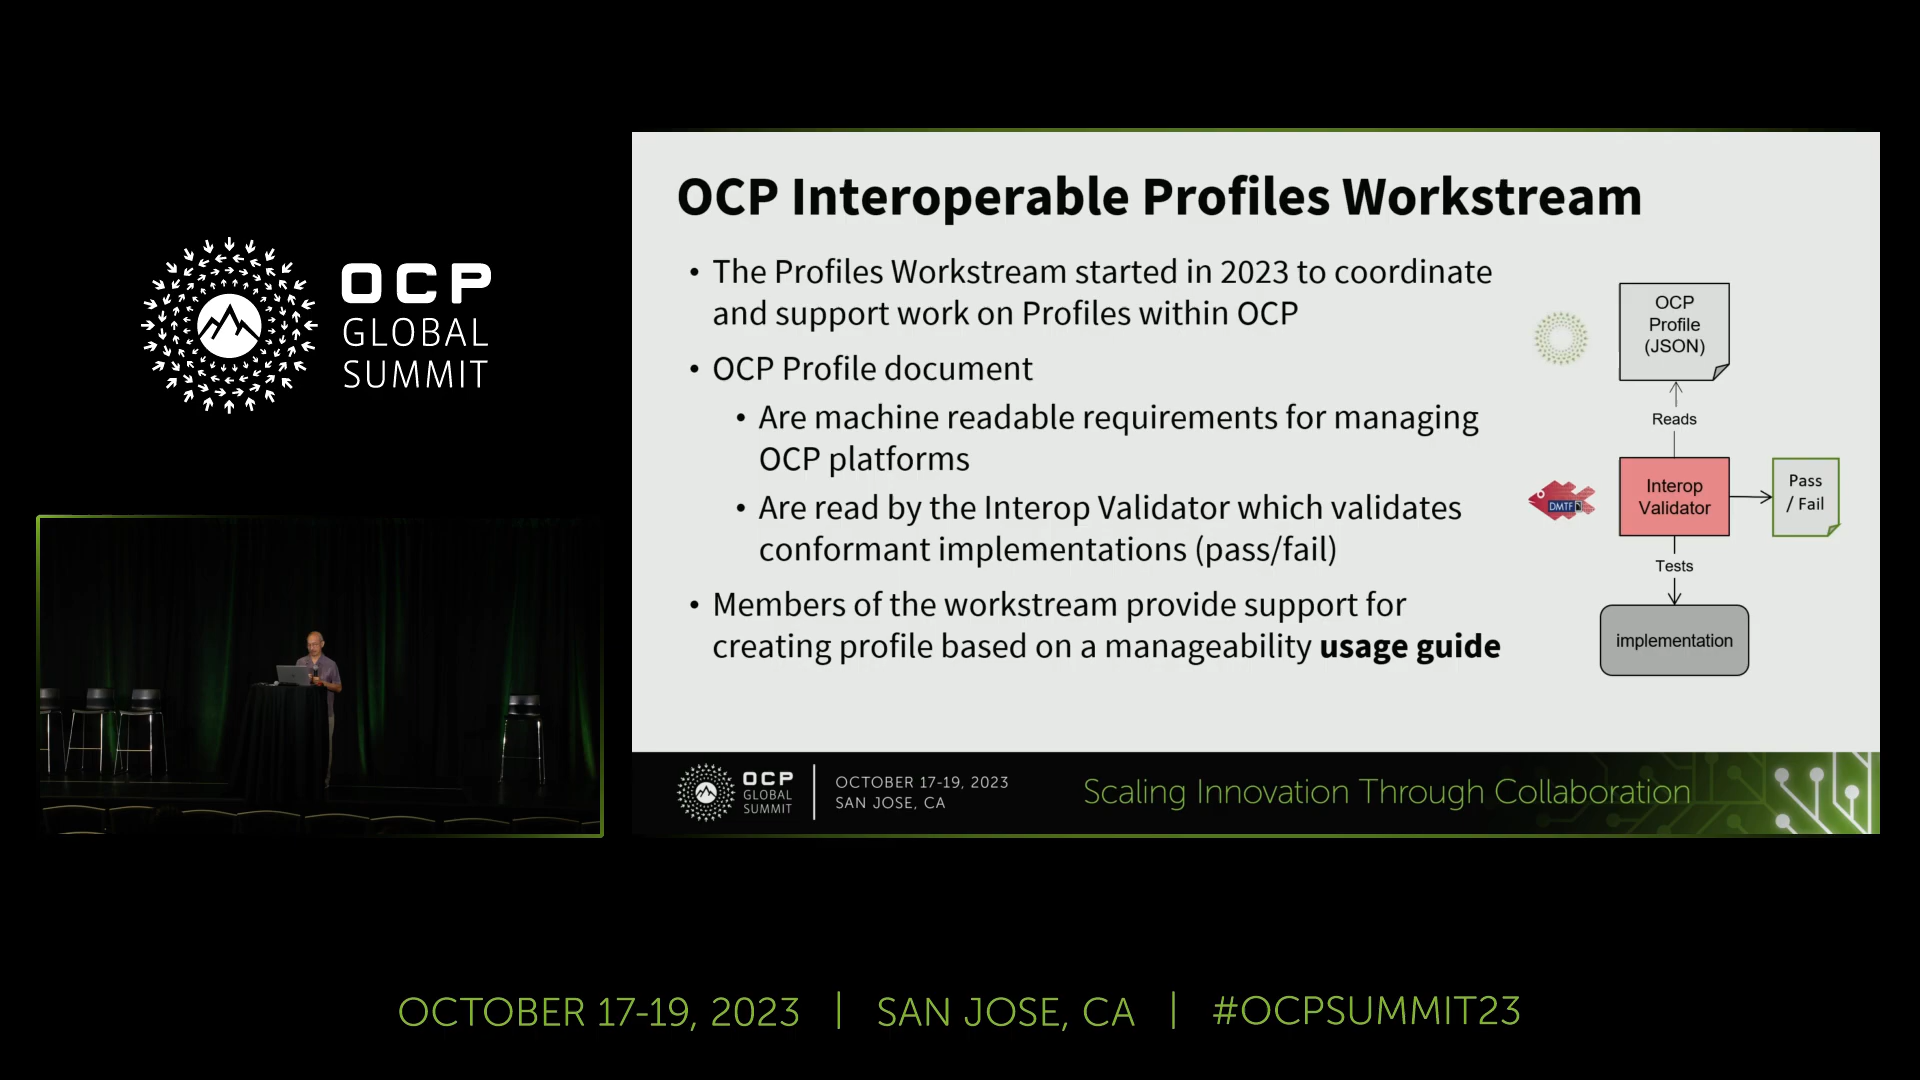 OCP
GLOBAL
SUMMIT
OCP Interoperable Profiles Workstream
• The Profiles Workstream started in 2023 to coordinate
and support work on Profiles within OCP
• OCP Profile document
• Are machine readable requirements for managing
OCP platforms
• Are read by the Interop Validator which validates
conformant implementations (pass/fail)
• Members of the workstream provide support for
creating profile based on a manageability usage guide
OCP
Profile
(JSON)
Reads
DMTF
Interop
Validator
Pass
/ Fail
Tests
implementation
OCP
GLOBAL
SUMMIT
OCTOBER 17-19, 2023
SAN JOSE, CA
Scaling Innovation Through Collaboration
OCTOBER 17-19, 2023 | SAN JOSE, CA | #OCPSUMMIT23